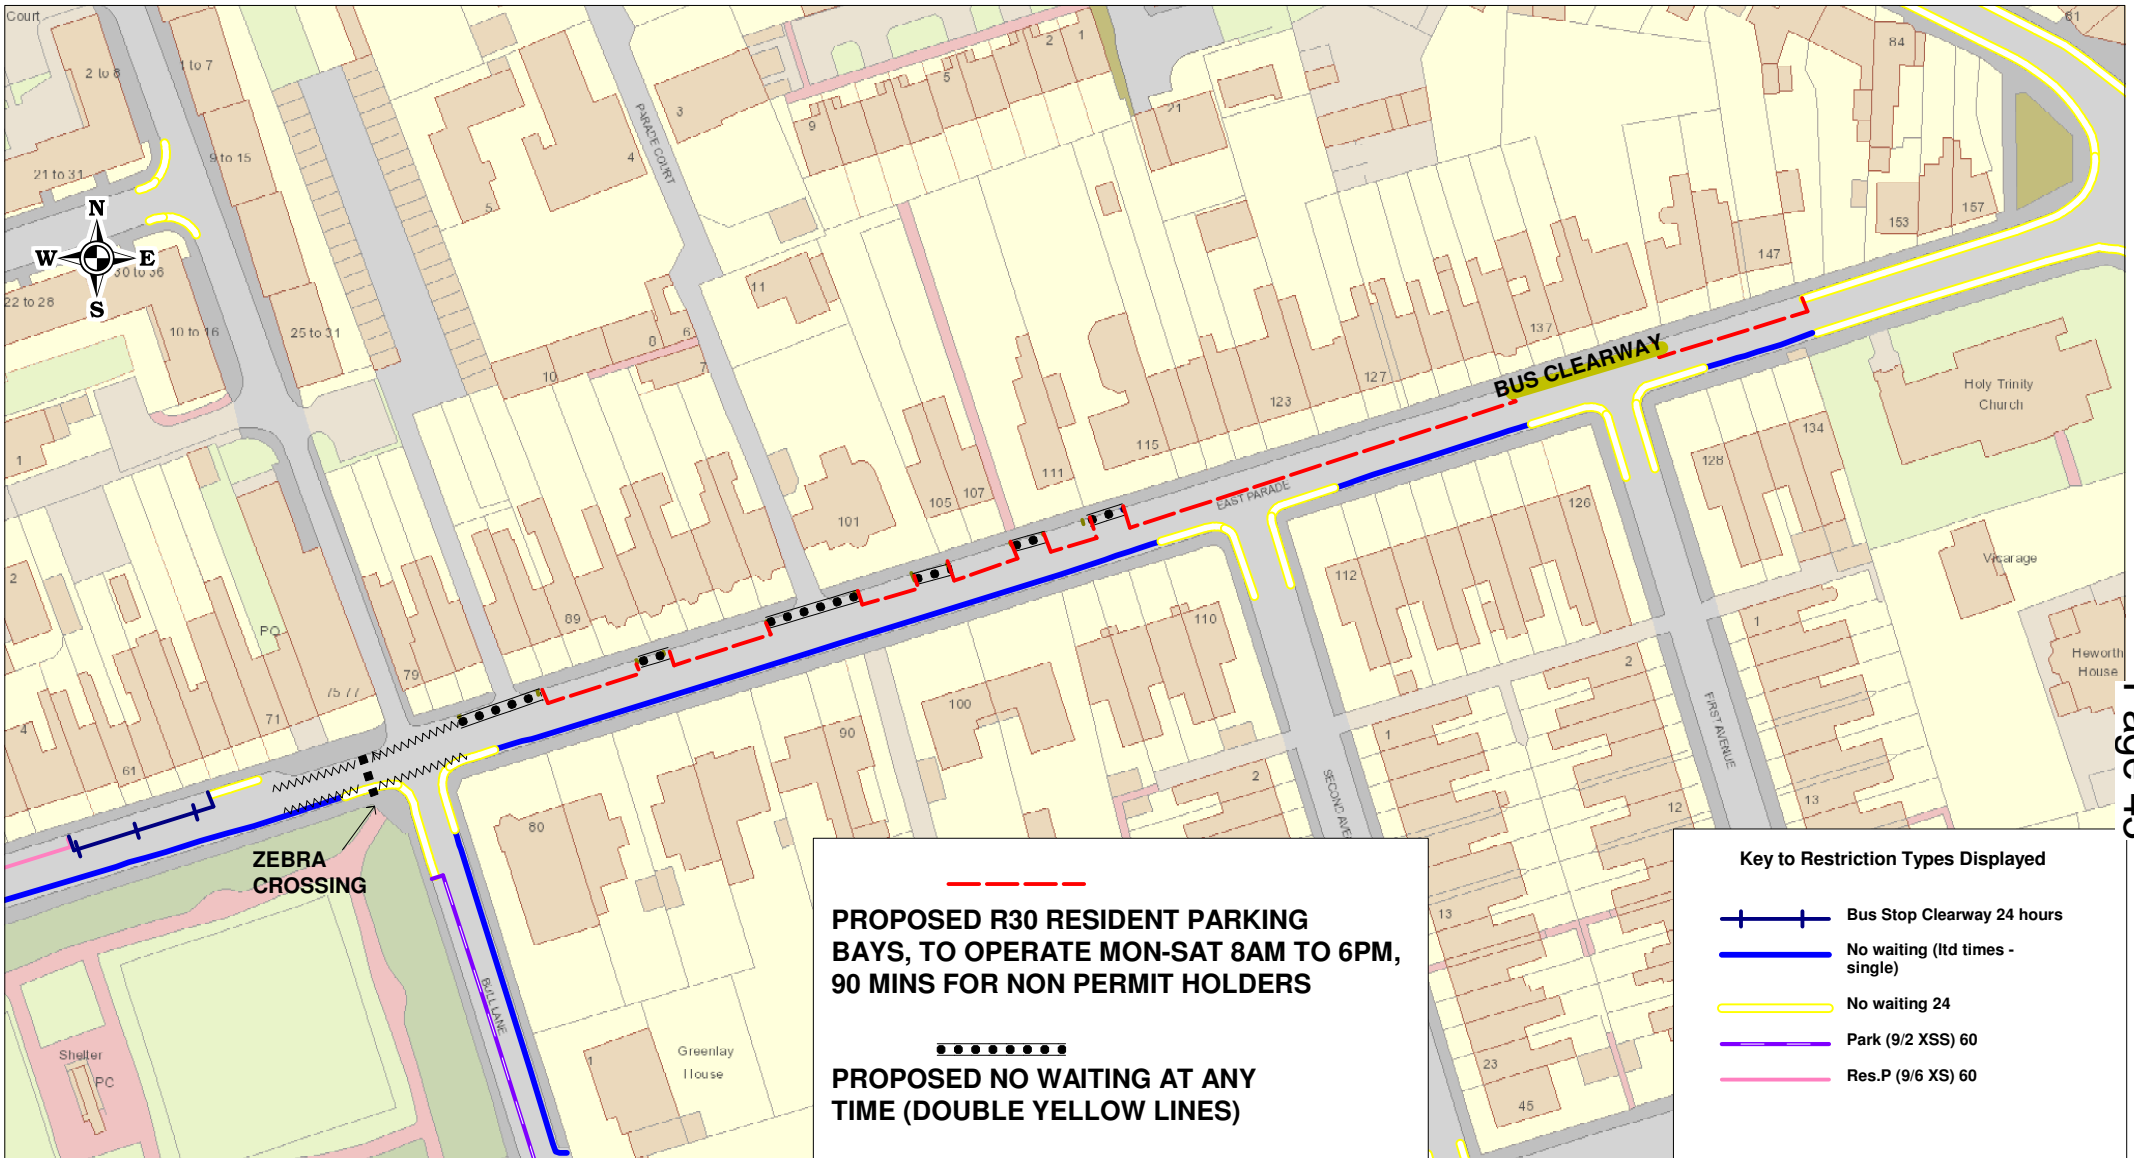 Court
2 to 8
1 to 7
9 to 15
21 to 31
N
W
E
S
30 to 36
22 to 28
10 to 16
25 to 31
5
4
3
PARADE COURT
9
5
2
1
21
84
61
153
157
147
11
6
8
7
10
1
2
4
PO
75 77
79
71
61
89
101
105
107
111
115
123
127
137
BUS CLEARWAY
EAST PARADE
Holy Trinity
Church
134
128
126
112
110
100
90
80
Vicarage
Heworth
House
1
2
1
2
12
13
13
23
45
FIRST AVENUE
SECOND AVE
BULL LANE
ZEBRA
CROSSING
Shelter
PC
1
Greenlay
House
PROPOSED R30 RESIDENT PARKING
BAYS, TO OPERATE MON-SAT 8AM TO 6PM,
90 MINS FOR NON PERMIT HOLDERS
PROPOSED NO WAITING AT ANY
TIME (DOUBLE YELLOW LINES)
Key to Restriction Types Displayed
Bus Stop Clearway 24 hours
No waiting (ltd times -
single)
No waiting 24
Park (9/2 XSS) 60
Res.P (9/6 XS) 60